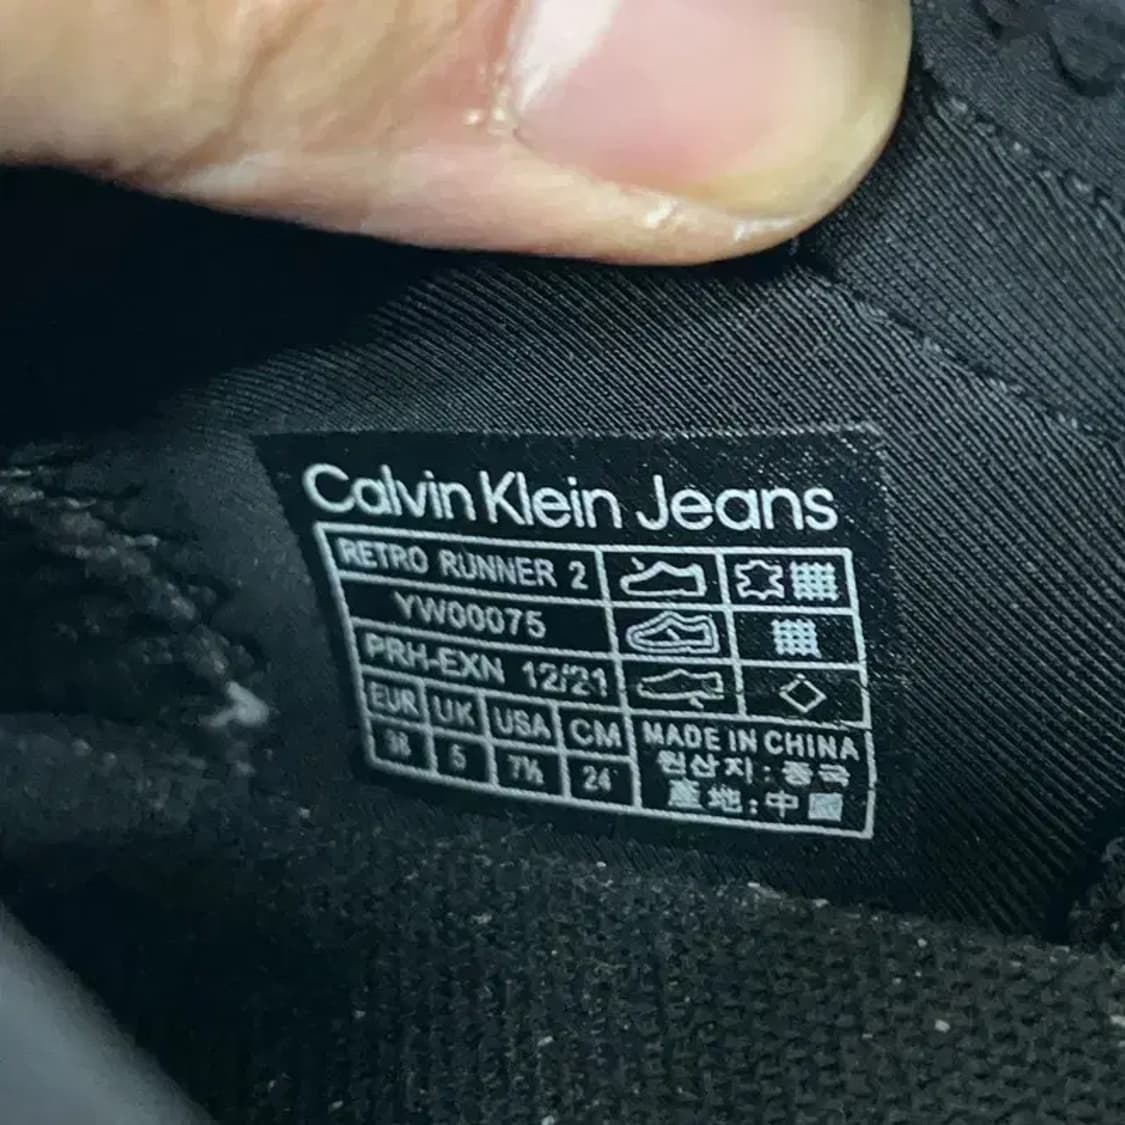 Calvin Klein Jeans
RETRO RUNNER 2
YW00075
PRH-EXN 12/21
EUR UK USA CM
38 5 7½ 24
MADE IN CHINA
원산지 : 중국
產地 : 中國